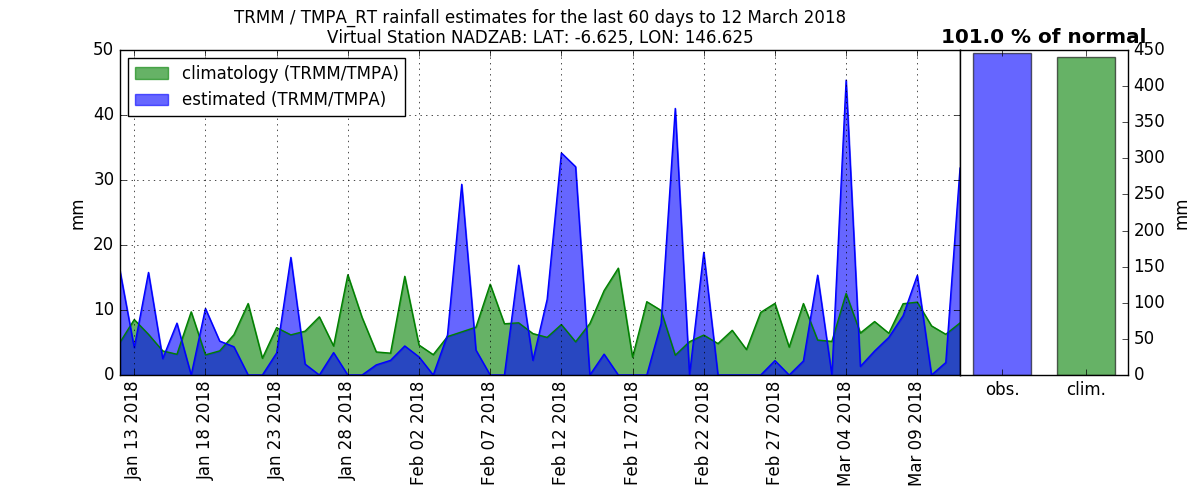 TRMM / TMPA_RT rainfall estimates for the last 60 days to 12 March 2018
Virtual Station NADZAB: LAT: -6.625, LON: 146.625
101.0 % of normal
climatology (TRMM/TMPA)
estimated (TRMM/TMPA)
mm
50
40
30
20
10
0
Jan 13 2018
Jan 18 2018
Jan 23 2018
Jan 28 2018
Feb 02 2018
Feb 07 2018
Feb 12 2018
Feb 17 2018
Feb 22 2018
Feb 27 2018
Mar 04 2018
Mar 09 2018
obs.
clim.
450
400
350
300
250
200
150
100
50
0
mm